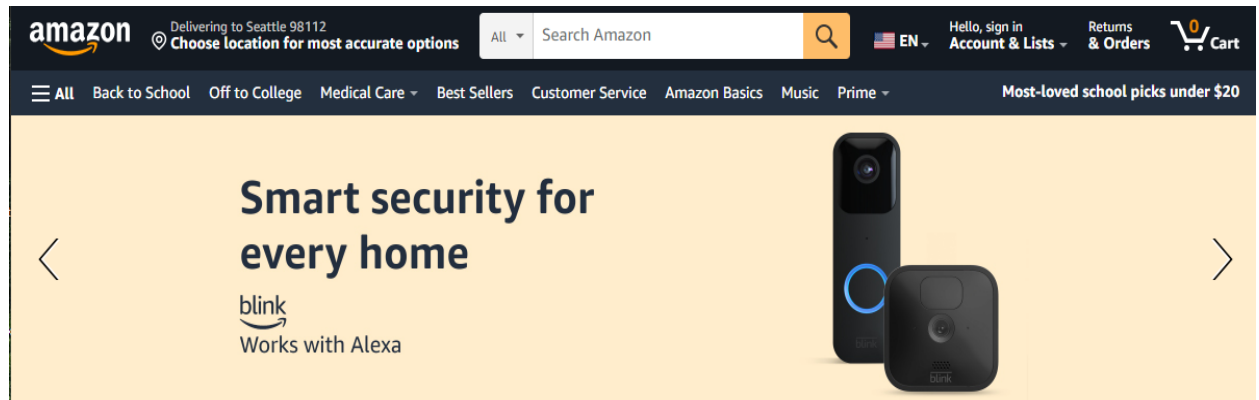 amazon
Delivering to Seattle 98112
Choose location for most accurate options
All
Search Amazon
EN
Hello, sign in
Account & Lists
Returns
& Orders
0
Cart
All
Back to School
Off to College
Medical Care
Best Sellers
Customer Service
Amazon Basics
Music
Prime
Most-loved school picks under $20
Smart security for
every home
blink
Works with Alexa
blink
blink